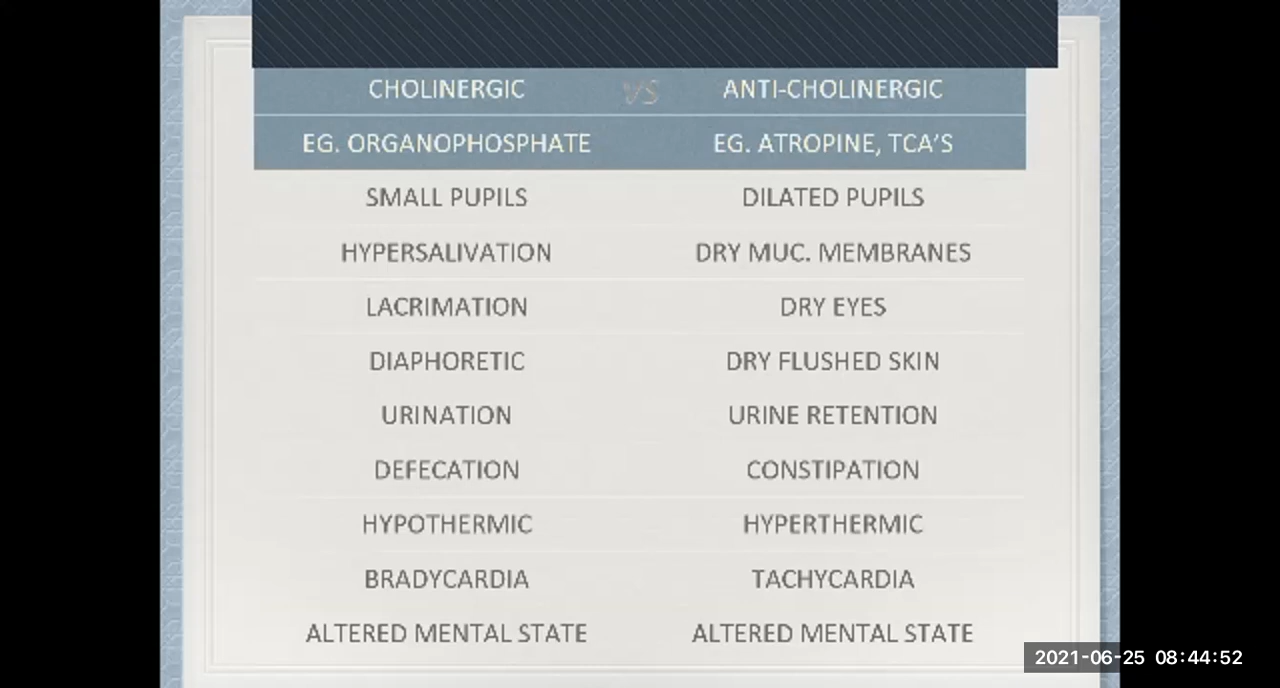 CHOLINERGIC VS ANTI-CHOLINERGIC
EG. ORGANOPHOSPHATE EG. ATROPINE, TCA’S
SMALL PUPILS DILATED PUPILS
HYPERSALIVATION DRY MUC. MEMBRANES
LACRIMATION DRY EYES
DIAPHORETIC DRY FLUSHED SKIN
URINATION URINE RETENTION
DEFECATION CONSTIPATION
HYPOTHERMIC HYPERTHERMIC
BRADYCARDIA TACHYCARDIA
ALTERED MENTAL STATE ALTERED MENTAL STATE
2021-06-25 08:44:52